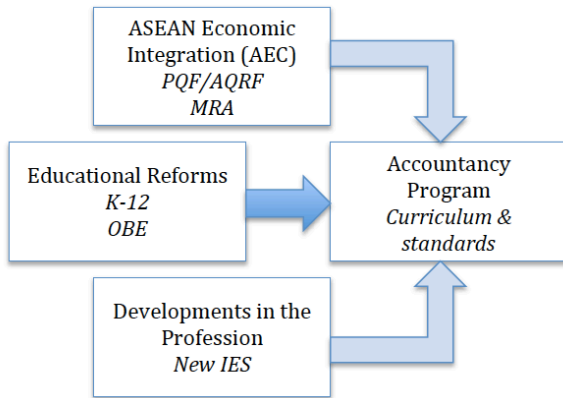 ASEAN Economic
Integration (AEC)
PQF/AQRF
MRA
Educational Reforms
K-12
OBE
Accountancy
Program
Curriculum &
standards
Developments in the
Profession
New IES